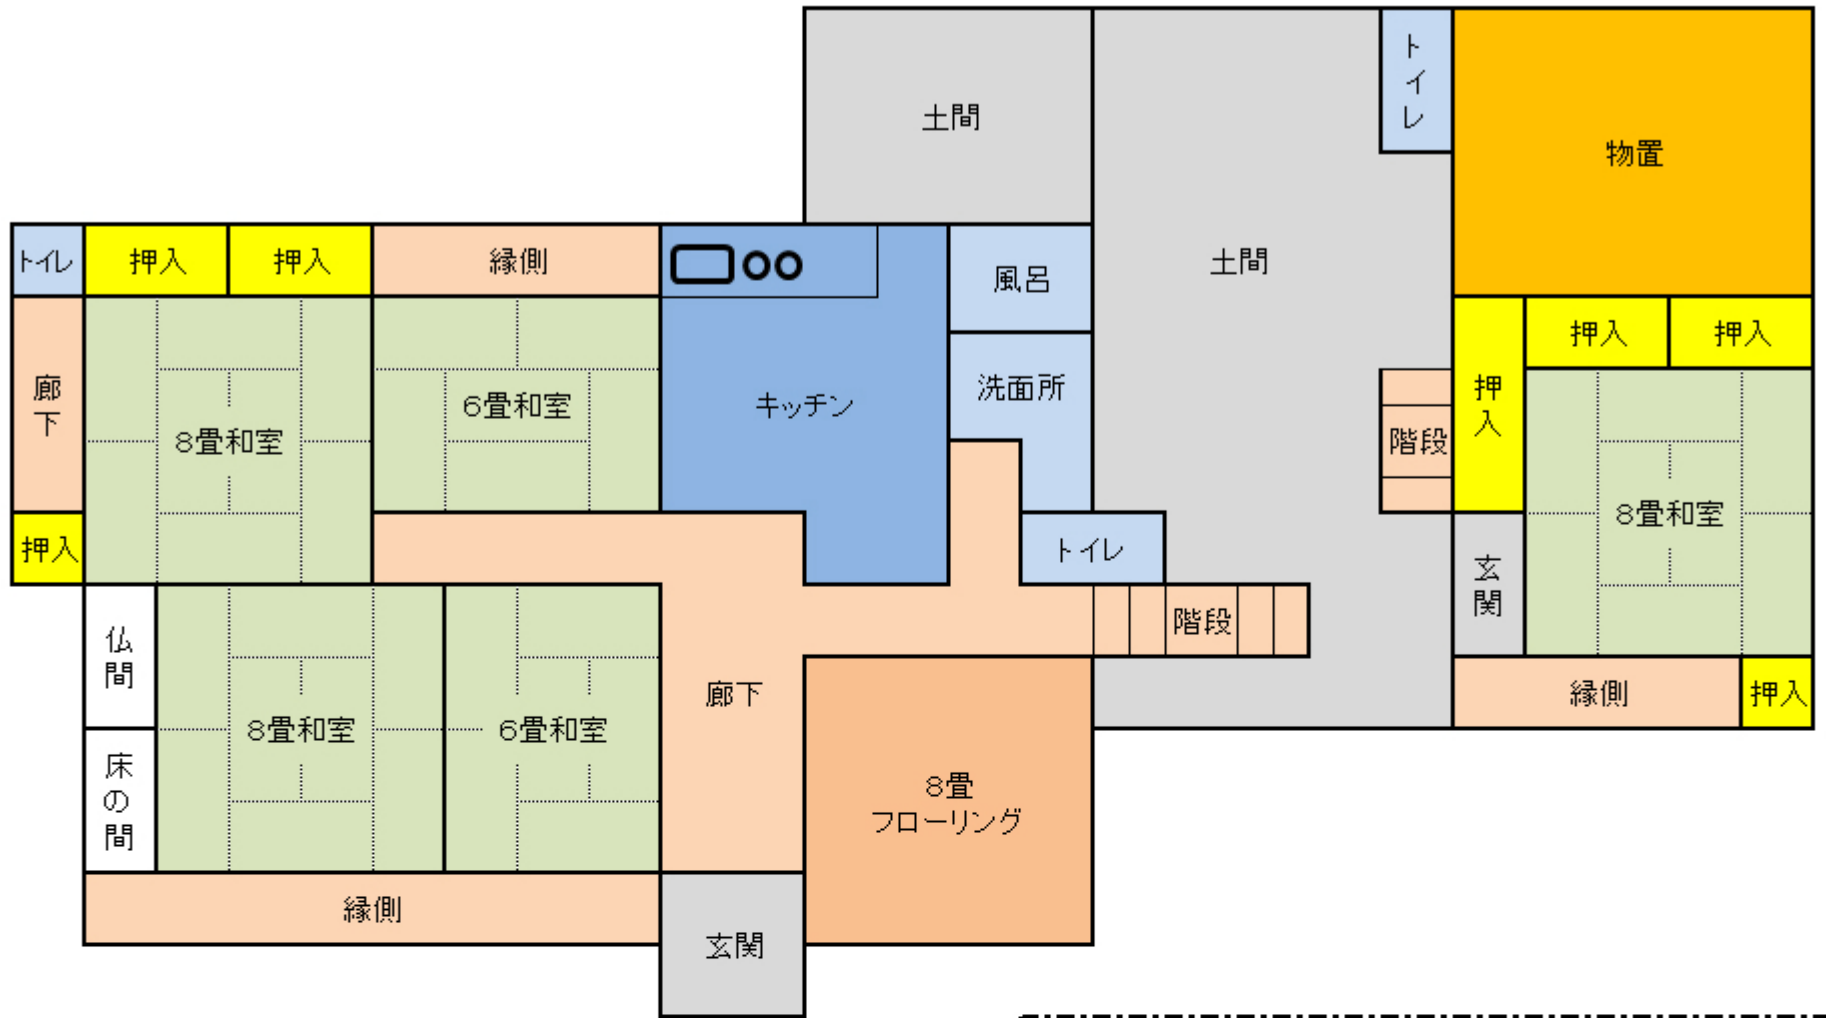 トイレ
土間
物置
土間
トイレ
押入
押入
縁側
風呂
押入
押入
廊下
8畳和室
6畳和室
キッチン
洗面所
階段
押入
8畳和室
押入
トイレ
玄関
仏間
階段
8畳和室
6畳和室
廊下
縁側
押入
床の間
8畳
フローリング
縁側
玄関